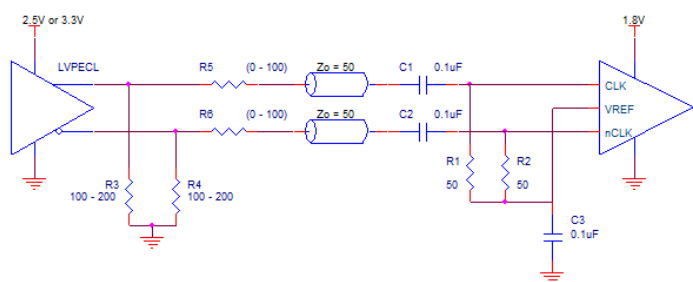 2.5V or 3.3V
1.8V
LVPECL
R5
(0 - 100)
Zo = 50
C1
0.1uF
CLK
R6
(0 - 100)
Zo = 50
C2
0.1uF
VREF
nCLK
R3
100 - 200
R4
100 - 200
R1
50
R2
50
C3
0.1uF